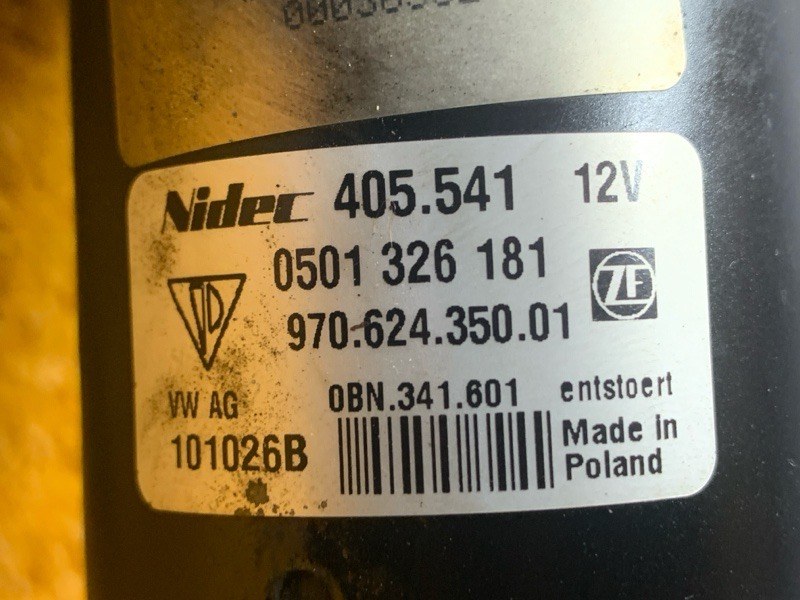 Nidec 405.541 12V
0501 326 181
ZF
970.624.350.01
VW AG
0BN.341.601
entstoert
101026B
Made in
Poland